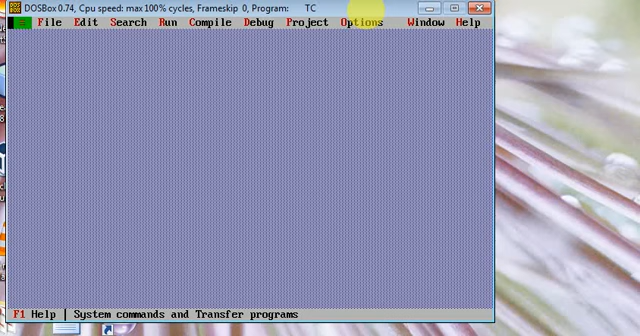 DOSBox 0.74, Cpu speed: max 100% cycles, Frameskip 0, Program: TC
≡ File Edit Search Run Compile Debug Project Options Window Help
F1 Help | System commands and Transfer programs